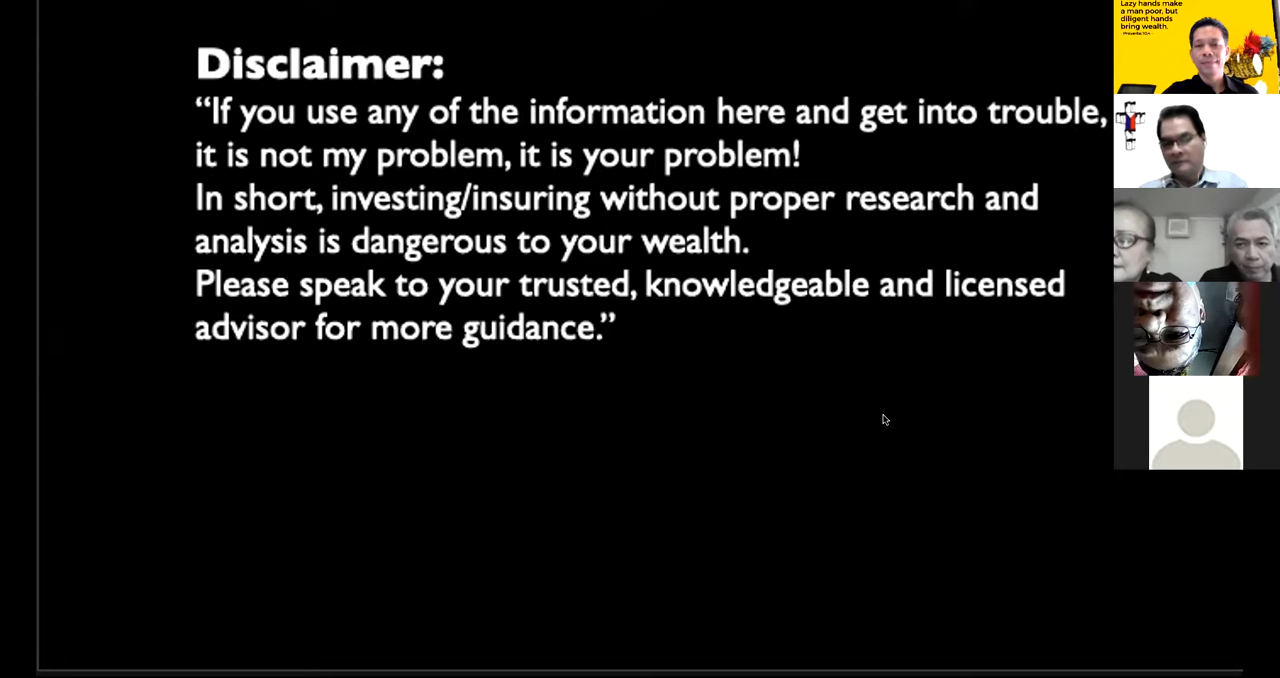 Disclaimer:
“If you use any of the information here and get into trouble,
it is not my problem, it is your problem!
In short, investing/insuring without proper research and
analysis is dangerous to your wealth.
Please speak to your trusted, knowledgeable and licensed
advisor for more guidance.”
Lazy hands make
a man poor, but
diligent hands
bring wealth.